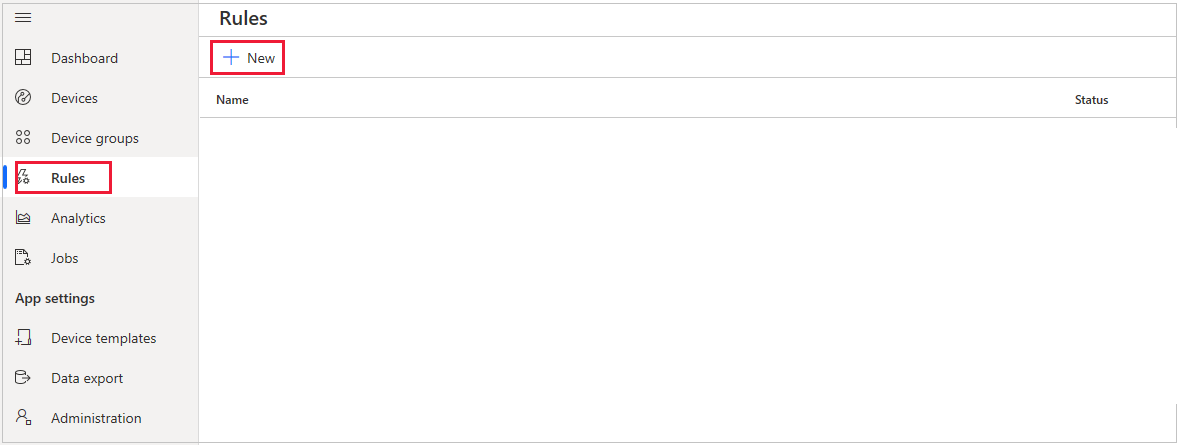 Rules
New
Name Status
Dashboard
Devices
Device groups
Rules
Analytics
Jobs
App settings
Device templates
Data export
Administration